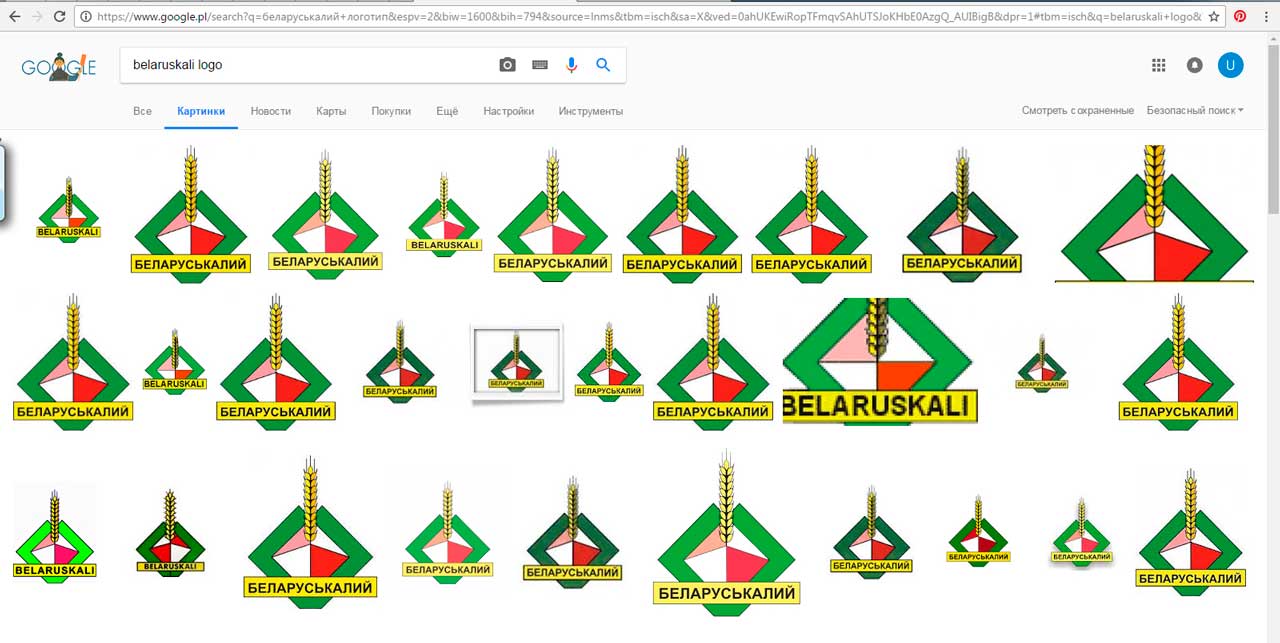 https://www.google.pl/search?q=беларуськалий+логотип&espv=2&biw=1600&bih=794&source=lnms&tbm=isch&sa=X&ved=0ahUKEwiRopTFmqvSAhUTSJoKHbE0AzgQ_AUIBigB&dpr=1#tbm=isch&q=belaruskali+logo&
GOOGLE belaruskali logo U
Все Картинки Новости Карты Покупки Ещё Настройки Инструменты Смотреть сохраненные Безопасный поиск
BELARUSKALI БЕЛАРУСЬКАЛИЙ БЕЛАРУСЬКАЛИЙ BELARUSKALI БЕЛАРУСЬКАЛИЙ БЕЛАРУСЬКАЛИЙ БЕЛАРУСЬКАЛИЙ БЕЛАРУСЬКАЛИЙ
БЕЛАРУСЬКАЛИЙ BELARUSKALI БЕЛАРУСЬКАЛИЙ БЕЛАРУСЬКАЛИЙ БЕЛАРУСЬКАЛИЙ БЕЛАРУСЬКАЛИЙ БЕЛАРУСЬКАЛИЙ BELARUSKALI БЕЛАРУСЬКАЛИЙ БЕЛАРУСЬКАЛИЙ
BELARUSKALI BELARUSKALI БЕЛАРУСЬКАЛИЙ БЕЛАРУСЬКАЛИЙ БЕЛАРУСЬКАЛИЙ БЕЛАРУСЬКАЛИЙ БЕЛАРУСЬКАЛИЙ БЕЛАРУСЬКАЛИЙ БЕЛАРУСЬКАЛИЙ БЕЛАРУСЬКАЛИЙ